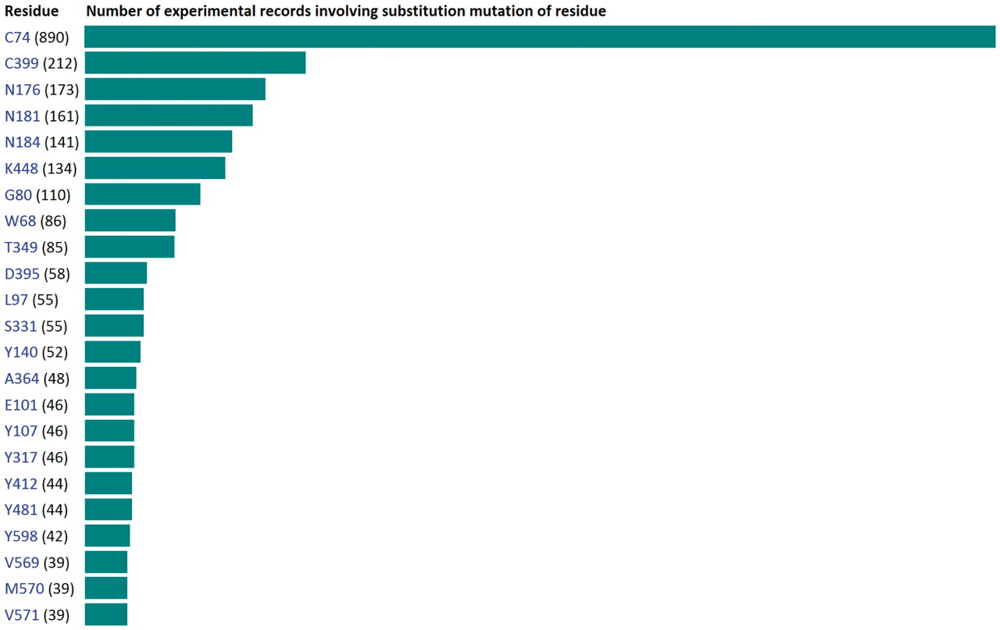 Residue Number of experimental records involving substitution mutation of residue
C74 (890)
C399 (212)
N176 (173)
N181 (161)
N184 (141)
K448 (134)
G80 (110)
W68 (86)
T349 (85)
D395 (58)
L97 (55)
S331 (55)
Y140 (52)
A364 (48)
E101 (46)
Y107 (46)
Y317 (46)
Y412 (44)
Y481 (44)
Y598 (42)
V569 (39)
M570 (39)
V571 (39)